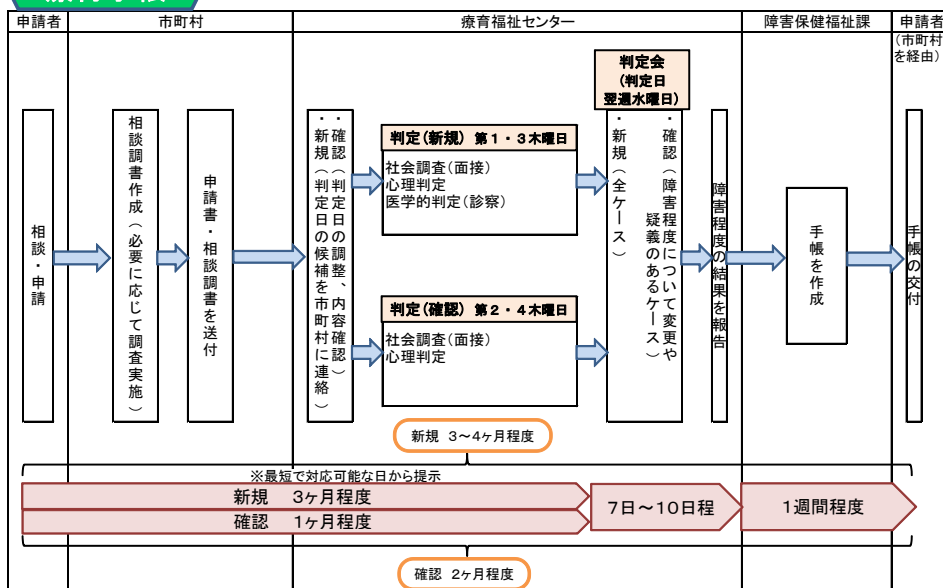 申請者
市町村
療育福祉センター
障害保健福祉課
申請者
(市町村
を経由)
相談・申請
相談調書作成(必要に応じて調査実施)
申請書・相談調書を送付
・確認(判定日の調整、内容確認)
・新規(判定日の候補を市町村に連絡)
判定(新規) 第1・3木曜日
社会調査(面接)
心理判定
医学的判定(診察)
判定(確認) 第2・4木曜日
社会調査(面接)
心理判定
判定会
(判定日
翌週水曜日)
・確認(障害程度について変更や
疑義のあるケース)
・新規(全ケース)
障害程度の結果を報告
手帳を作成
手帳の交付
新規 3~4ヶ月程度
※最短で対応可能な日から提示
新規 3ヶ月程度
確認 1ヶ月程度
7日~10日程
1週間程度
確認 2ヶ月程度